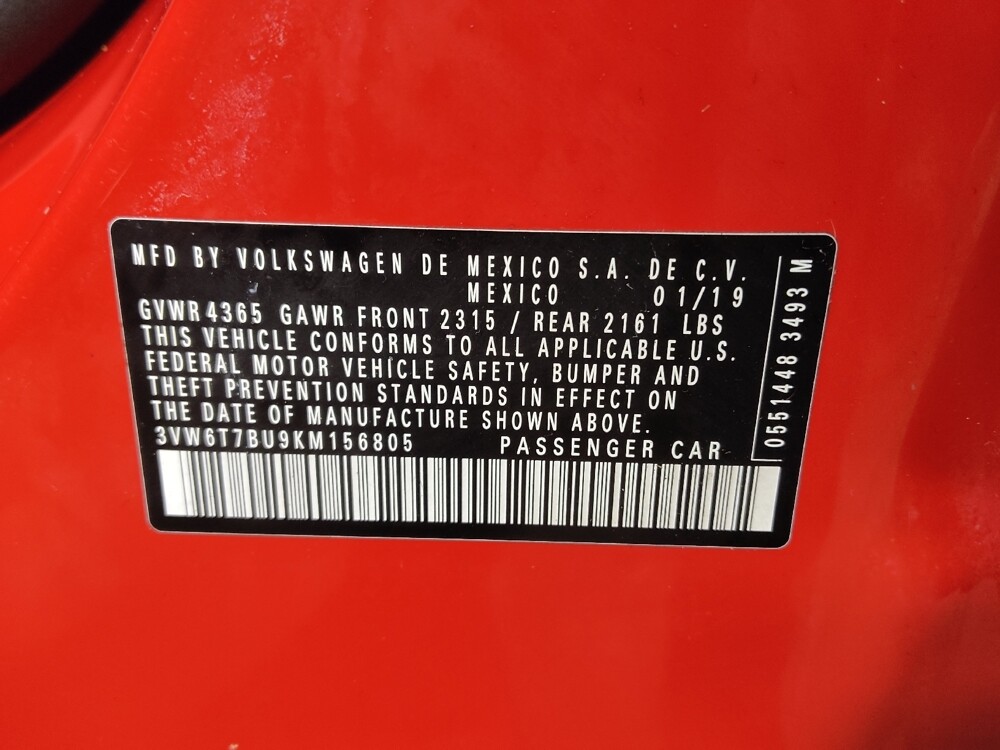 MFD BY VOLKSWAGEN DE MEXICO S.A. DE C.V.
MEXICO 01/19
GVWR 4365 GAWR FRONT 2315 / REAR 2161 LBS
THIS VEHICLE CONFORMS TO ALL APPLICABLE U.S.
FEDERAL MOTOR VEHICLE SAFETY, BUMPER AND
THEFT PREVENTION STANDARDS IN EFFECT ON
THE DATE OF MANUFACTURE SHOWN ABOVE.
3VW6T7BU9KM156805 PASSENGER CAR
0551448 3493 M